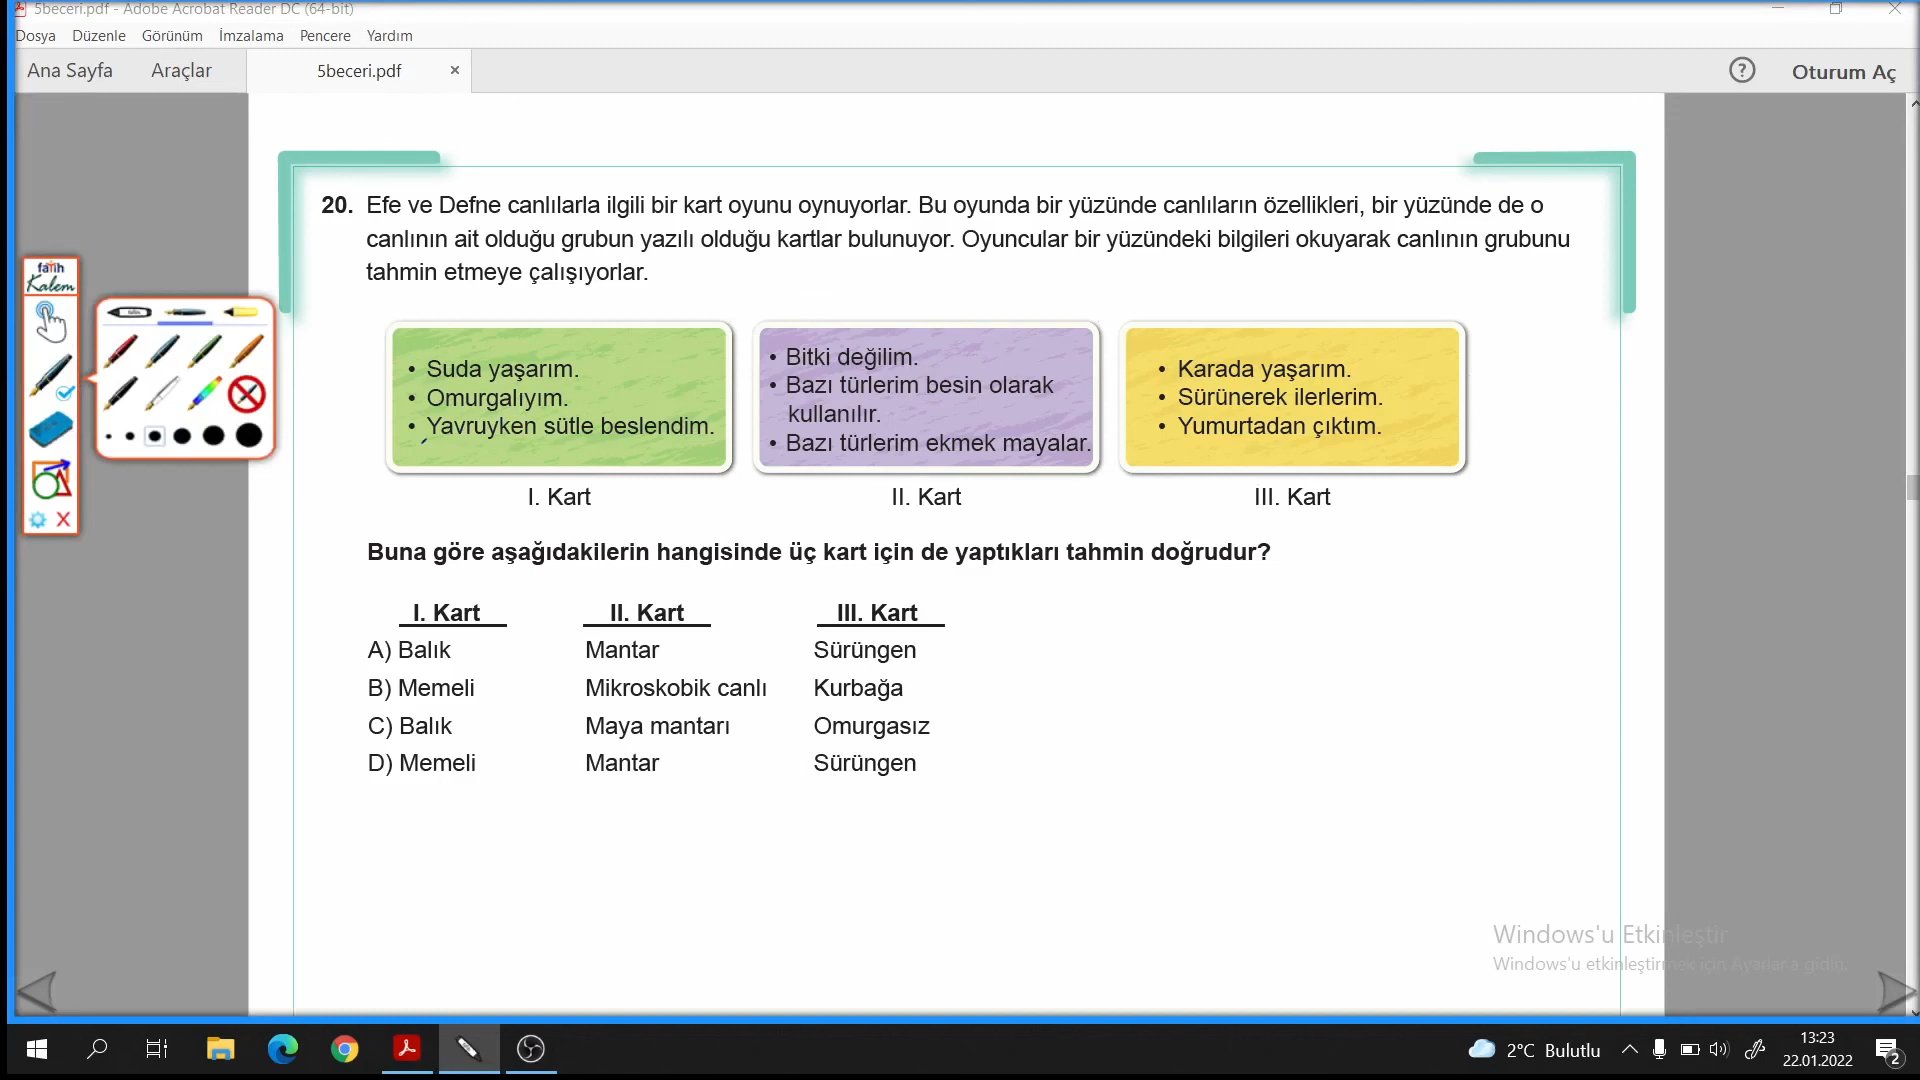 5beceri.pdf - Adobe Acrobat Reader DC (64-bit)
Dosya Düzenle Görünüm İmzalama Pencere Yardım
Ana Sayfa Araçlar 5beceri.pdf × ? Oturum Aç
20. Efe ve Defne canlılarla ilgili bir kart oyunu oynuyorlar. Bu oyunda bir yüzünde canlıların özellikleri, bir yüzünde de o
canlının ait olduğu grubun yazılı olduğu kartlar bulunuyor. Oyuncular bir yüzündeki bilgileri okuyarak canlının grubunu
tahmin etmeye çalışıyorlar.
fatih
Kalem
• Suda yaşarım.
• Omurgalıyım.
• Yavruyken sütle beslendim.
I. Kart
• Bitki değilim.
• Bazı türlerim besin olarak
kullanılır.
• Bazı türlerim ekmek mayalar.
II. Kart
• Karada yaşarım.
• Sürünerek ilerlerim.
• Yumurtadan çıktım.
III. Kart
Buna göre aşağıdakilerin hangisinde üç kart için de yaptıkları tahmin doğrudur?
I. Kart II. Kart III. Kart
A) Balık Mantar Sürüngen
B) Memeli Mikroskobik canlı Kurbağa
C) Balık Maya mantarı Omurgasız
D) Memeli Mantar Sürüngen
Windows'u Etkinleştir
Windows'u etkinleştirmek için Ayarlar'a gidin.
2°C Bulutlu
13:23
22.01.2022
2